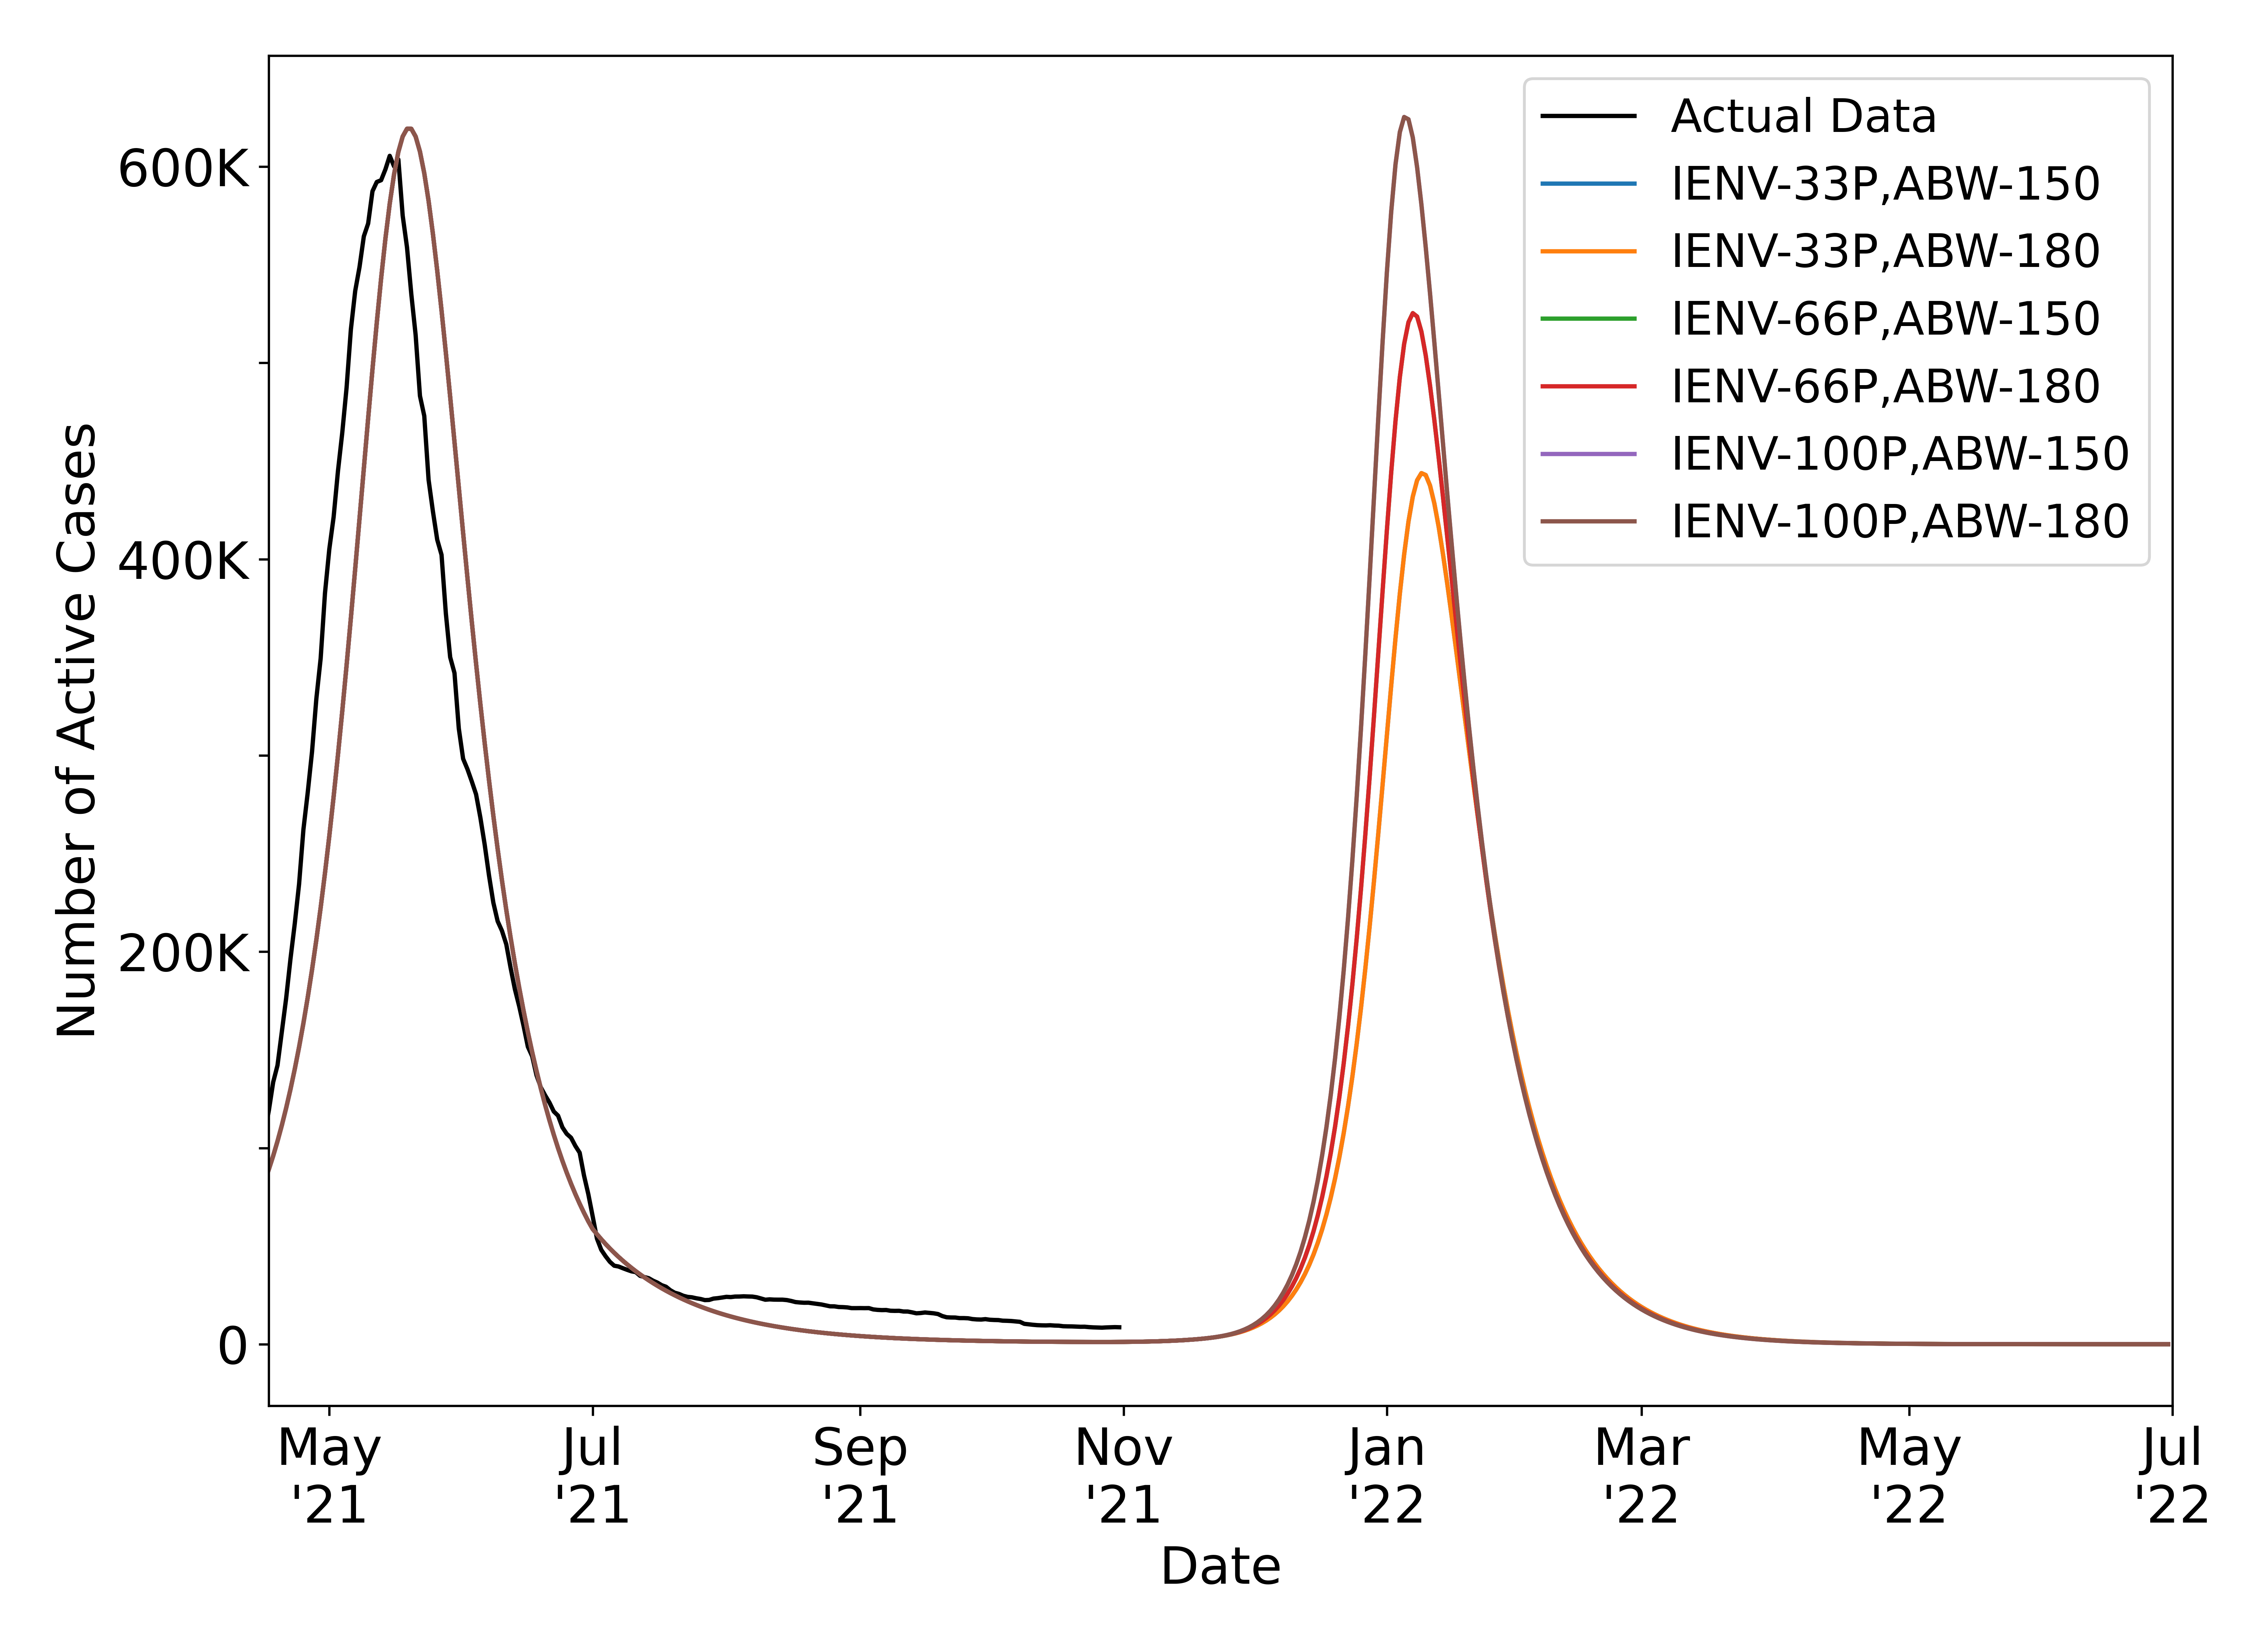 Actual Data
IENV-33P,ABW-150
IENV-33P,ABW-180
IENV-66P,ABW-150
IENV-66P,ABW-180
IENV-100P,ABW-150
IENV-100P,ABW-180
Number of Active Cases
600K
400K
200K
0
May Jul Sep Nov Jan Mar May Jul
'21 '21 '21 '21 '22 '22 '22 '22
Date